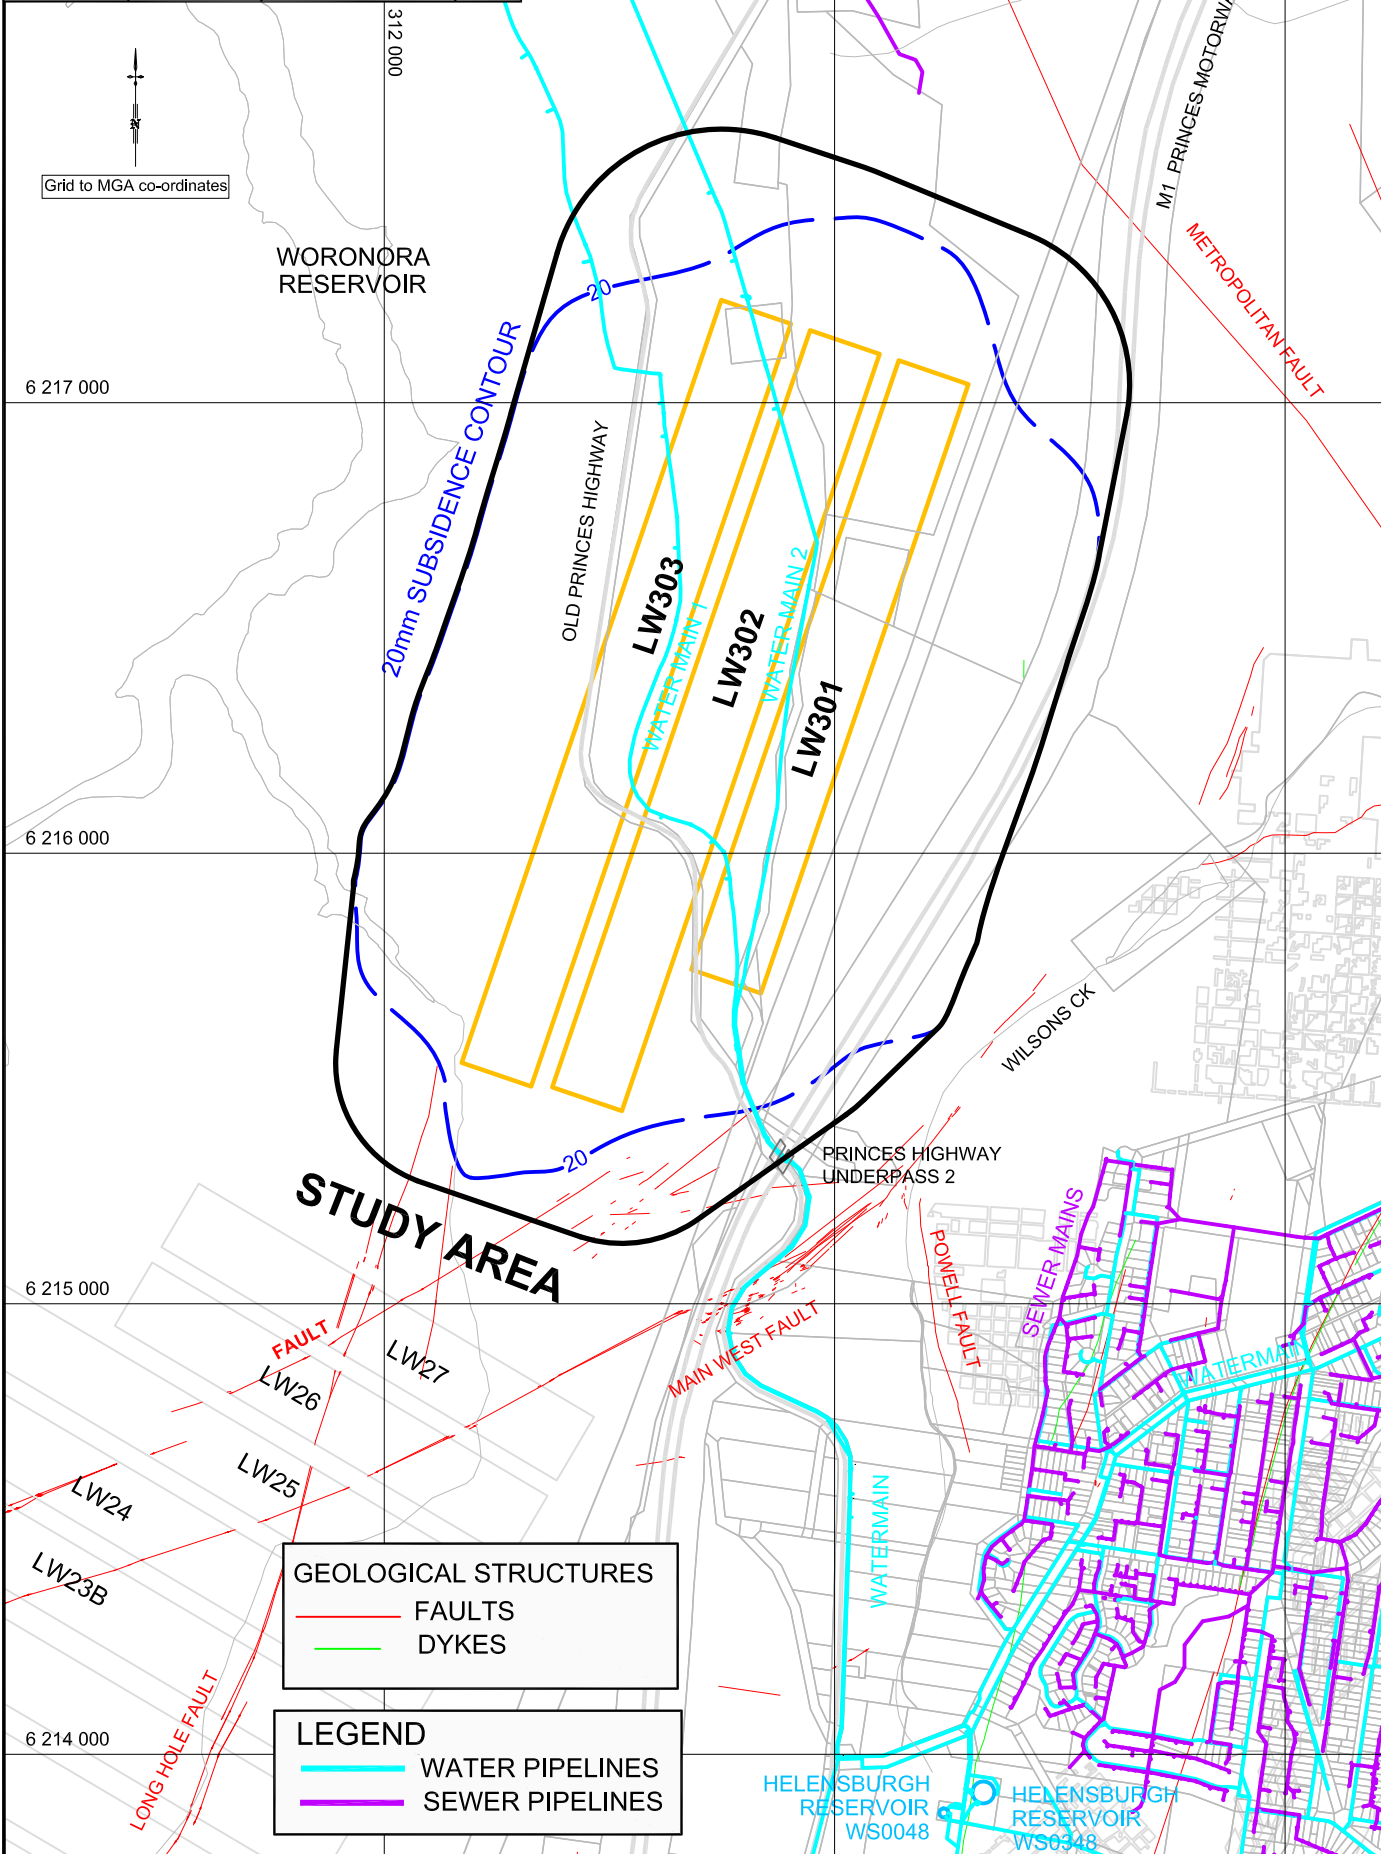 312 000
M1 PRINCES MOTORWA
N
Grid to MGA co-ordinates
WORONORA
RESERVOIR
METROPOLITAN FAULT
20
20mm SUBSIDENCE CONTOUR
6 217 000
OLD PRINCES HIGHWAY
LW303
WATER MAIN 1
LW302
WATER MAIN 2
LW301
6 216 000
WILSONS CK
PRINCES HIGHWAY
UNDERPASS 2
20
STUDY AREA
SEWER MAINS
POWELL FAULT
6 215 000
FAULT
MAIN WEST FAULT
LW27
LW26
WATERMAIN
LW25
LW24
WATERMAIN
LW23B
GEOLOGICAL STRUCTURES
FAULTS
DYKES
LONG HOLE FAULT
6 214 000
LEGEND
WATER PIPELINES
SEWER PIPELINES
HELENSBURGH
RESERVOIR
WS0048
HELENSBURGH
RESERVOIR
WS0348